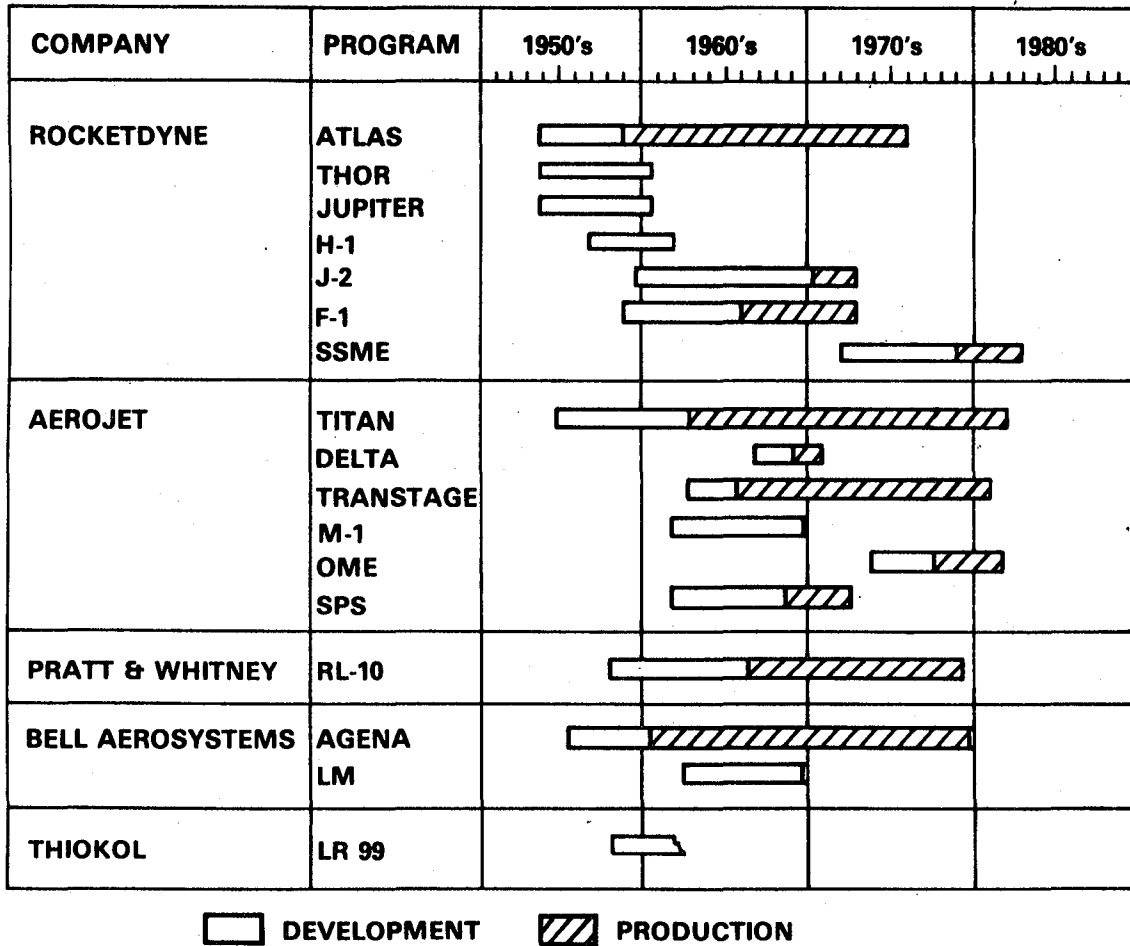 COMPANY PROGRAM 1950's 1960's 1970's 1980's
ROCKETDYNE ATLAS
THOR
JUPITER
H-1
J-2
F-1
SSME
AEROJET TITAN
DELTA
TRANSTAGE
M-1
OME
SPS
PRATT & WHITNEY RL-10
BELL AEROSYSTEMS AGENA
LM
THIOKOL LR 99
DEVELOPMENT PRODUCTION